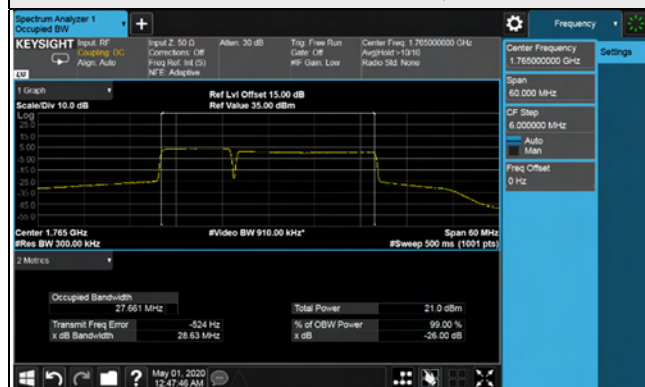 Spectrum Analyzer 1
Occupied BW
Frequency
KEYSIGHT
Input: RF
Coupling: DC
Align: Auto
Input Z: 50 Ω
Corrections: Off
Freq Ref: Int (S)
NFE: Adaptive
Atten: 30 dB
Trig: Free Run
Gate: Off
#IF Gain: Low
Center Freq: 1.765000000 GHz
Avg|Hold:>10/10
Radio Std: None
LXI
Center Frequency
1.765000000 GHz
Settings
Span
60.000 MHz
CF Step
6.000000 MHz
Auto
Man
Freq Offset
0 Hz
1 Graph
Scale/Div 10.0 dB
Ref Lvl Offset 15.00 dB
Ref Value 35.00 dBm
Log
25.0
15.0
5.00
-5.00
-15.0
-25.0
-35.0
-45.0
-55.0
Center 1.765 GHz
#Res BW 300.00 kHz
#Video BW 910.00 kHz*
Span 60 MHz
#Sweep 500 ms (1001 pts)
2 Metrics
Occupied Bandwidth
27.661 MHz
Total Power 21.0 dBm
Transmit Freq Error -524 Hz
% of OBW Power 99.00 %
x dB Bandwidth 28.63 MHz
x dB -26.00 dB
May 01, 2020
12:47:46 AM